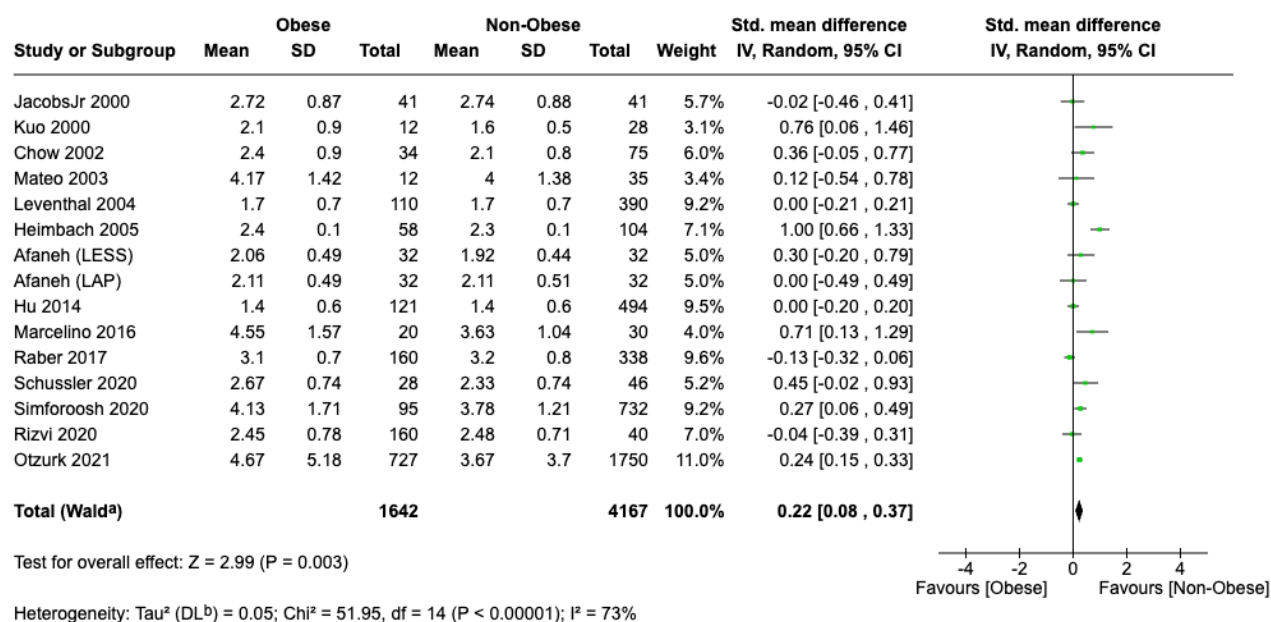 Obese Non-Obese Std. mean difference Std. mean difference
Study or Subgroup Mean SD Total Mean SD Total Weight IV, Random, 95% CI IV, Random, 95% CI
JacobsJr 2000 2.72 0.87 41 2.74 0.88 41 5.7% -0.02 [-0.46 , 0.41]
Kuo 2000 2.1 0.9 12 1.6 0.5 28 3.1% 0.76 [0.06 , 1.46]
Chow 2002 2.4 0.9 34 2.1 0.8 75 6.0% 0.36 [-0.05 , 0.77]
Mateo 2003 4.17 1.42 12 4 1.38 35 3.4% 0.12 [-0.54 , 0.78]
Leventhal 2004 1.7 0.7 110 1.7 0.7 390 9.2% 0.00 [-0.21 , 0.21]
Heimbach 2005 2.4 0.1 58 2.3 0.1 104 7.1% 1.00 [0.66 , 1.33]
Afaneh (LESS) 2.06 0.49 32 1.92 0.44 32 5.0% 0.30 [-0.20 , 0.79]
Afaneh (LAP) 2.11 0.49 32 2.11 0.51 32 5.0% 0.00 [-0.49 , 0.49]
Hu 2014 1.4 0.6 121 1.4 0.6 494 9.5% 0.00 [-0.20 , 0.20]
Marcelino 2016 4.55 1.57 20 3.63 1.04 30 4.0% 0.71 [0.13 , 1.29]
Raber 2017 3.1 0.7 160 3.2 0.8 338 9.6% -0.13 [-0.32 , 0.06]
Schussler 2020 2.67 0.74 28 2.33 0.74 46 5.2% 0.45 [-0.02 , 0.93]
Simforoosh 2020 4.13 1.71 95 3.78 1.21 732 9.2% 0.27 [0.06 , 0.49]
Rizvi 2020 2.45 0.78 160 2.48 0.71 40 7.0% -0.04 [-0.39 , 0.31]
Otzurk 2021 4.67 5.18 727 3.67 3.7 1750 11.0% 0.24 [0.15 , 0.33]
Total (Waldᵃ) 1642 4167 100.0% 0.22 [0.08 , 0.37]
Test for overall effect: Z = 2.99 (P = 0.003)
-4 -2 0 2 4
Favours [Obese] Favours [Non-Obese]
Heterogeneity: Tau² (DLᵇ) = 0.05; Chi² = 51.95, df = 14 (P < 0.00001); I² = 73%